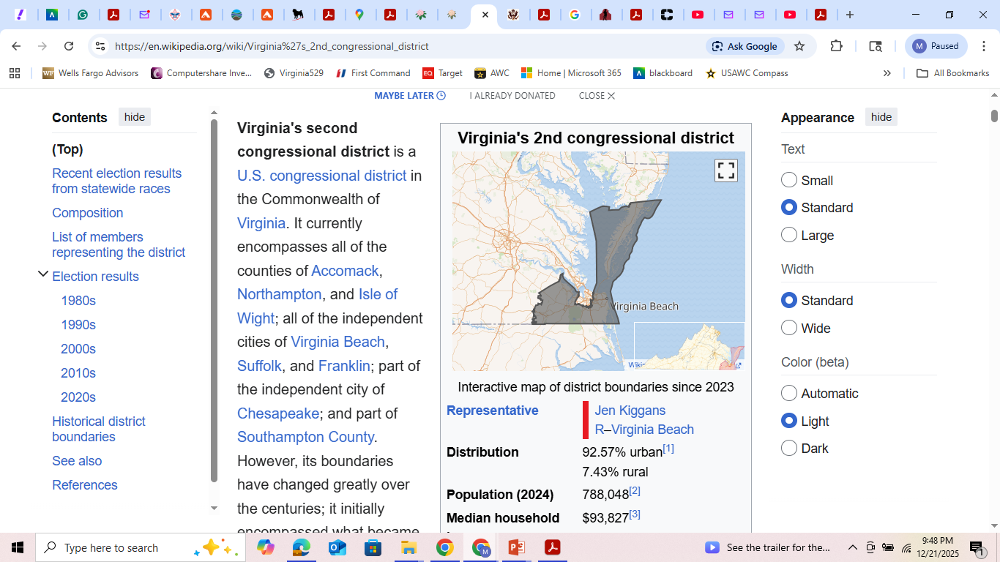 https://en.wikipedia.org/wiki/Virginia%27s_2nd_congressional_district
Ask Google
M
Paused
Wells Fargo Advisors
Computershare Inve...
Virginia529
First Command
Target
AWC
Home | Microsoft 365
blackboard
USAWC Compass
All Bookmarks
MAYBE LATER
I ALREADY DONATED
CLOSE
Contents
hide
(Top)
Recent election results
from statewide races
Composition
List of members
representing the district
Election results
1980s
1990s
2000s
2010s
2020s
Historical district
boundaries
See also
References
Virginia's second
congressional district is a
U.S. congressional district in
the Commonwealth of
Virginia. It currently
encompasses all of the
counties of Accomack,
Northampton, and Isle of
Wight; all of the independent
cities of Virginia Beach,
Suffolk, and Franklin; part of
the independent city of
Chesapeake; and part of
Southampton County.
However, its boundaries
have changed greatly over
the centuries; it initially
encompassed what became
Virginia's 2nd congressional district
Virginia Beach
Interactive map of district boundaries since 2023
Representative
Jen Kiggans
R–Virginia Beach
Distribution
92.57% urban[1]
7.43% rural
Population (2024)
788,048[2]
Median household
$93,827[3]
Appearance
hide
Text
Small
Standard
Large
Width
Standard
Wide
Color (beta)
Automatic
Light
Dark
Type here to search
See the trailer for the...
9:48 PM
12/21/2025
1